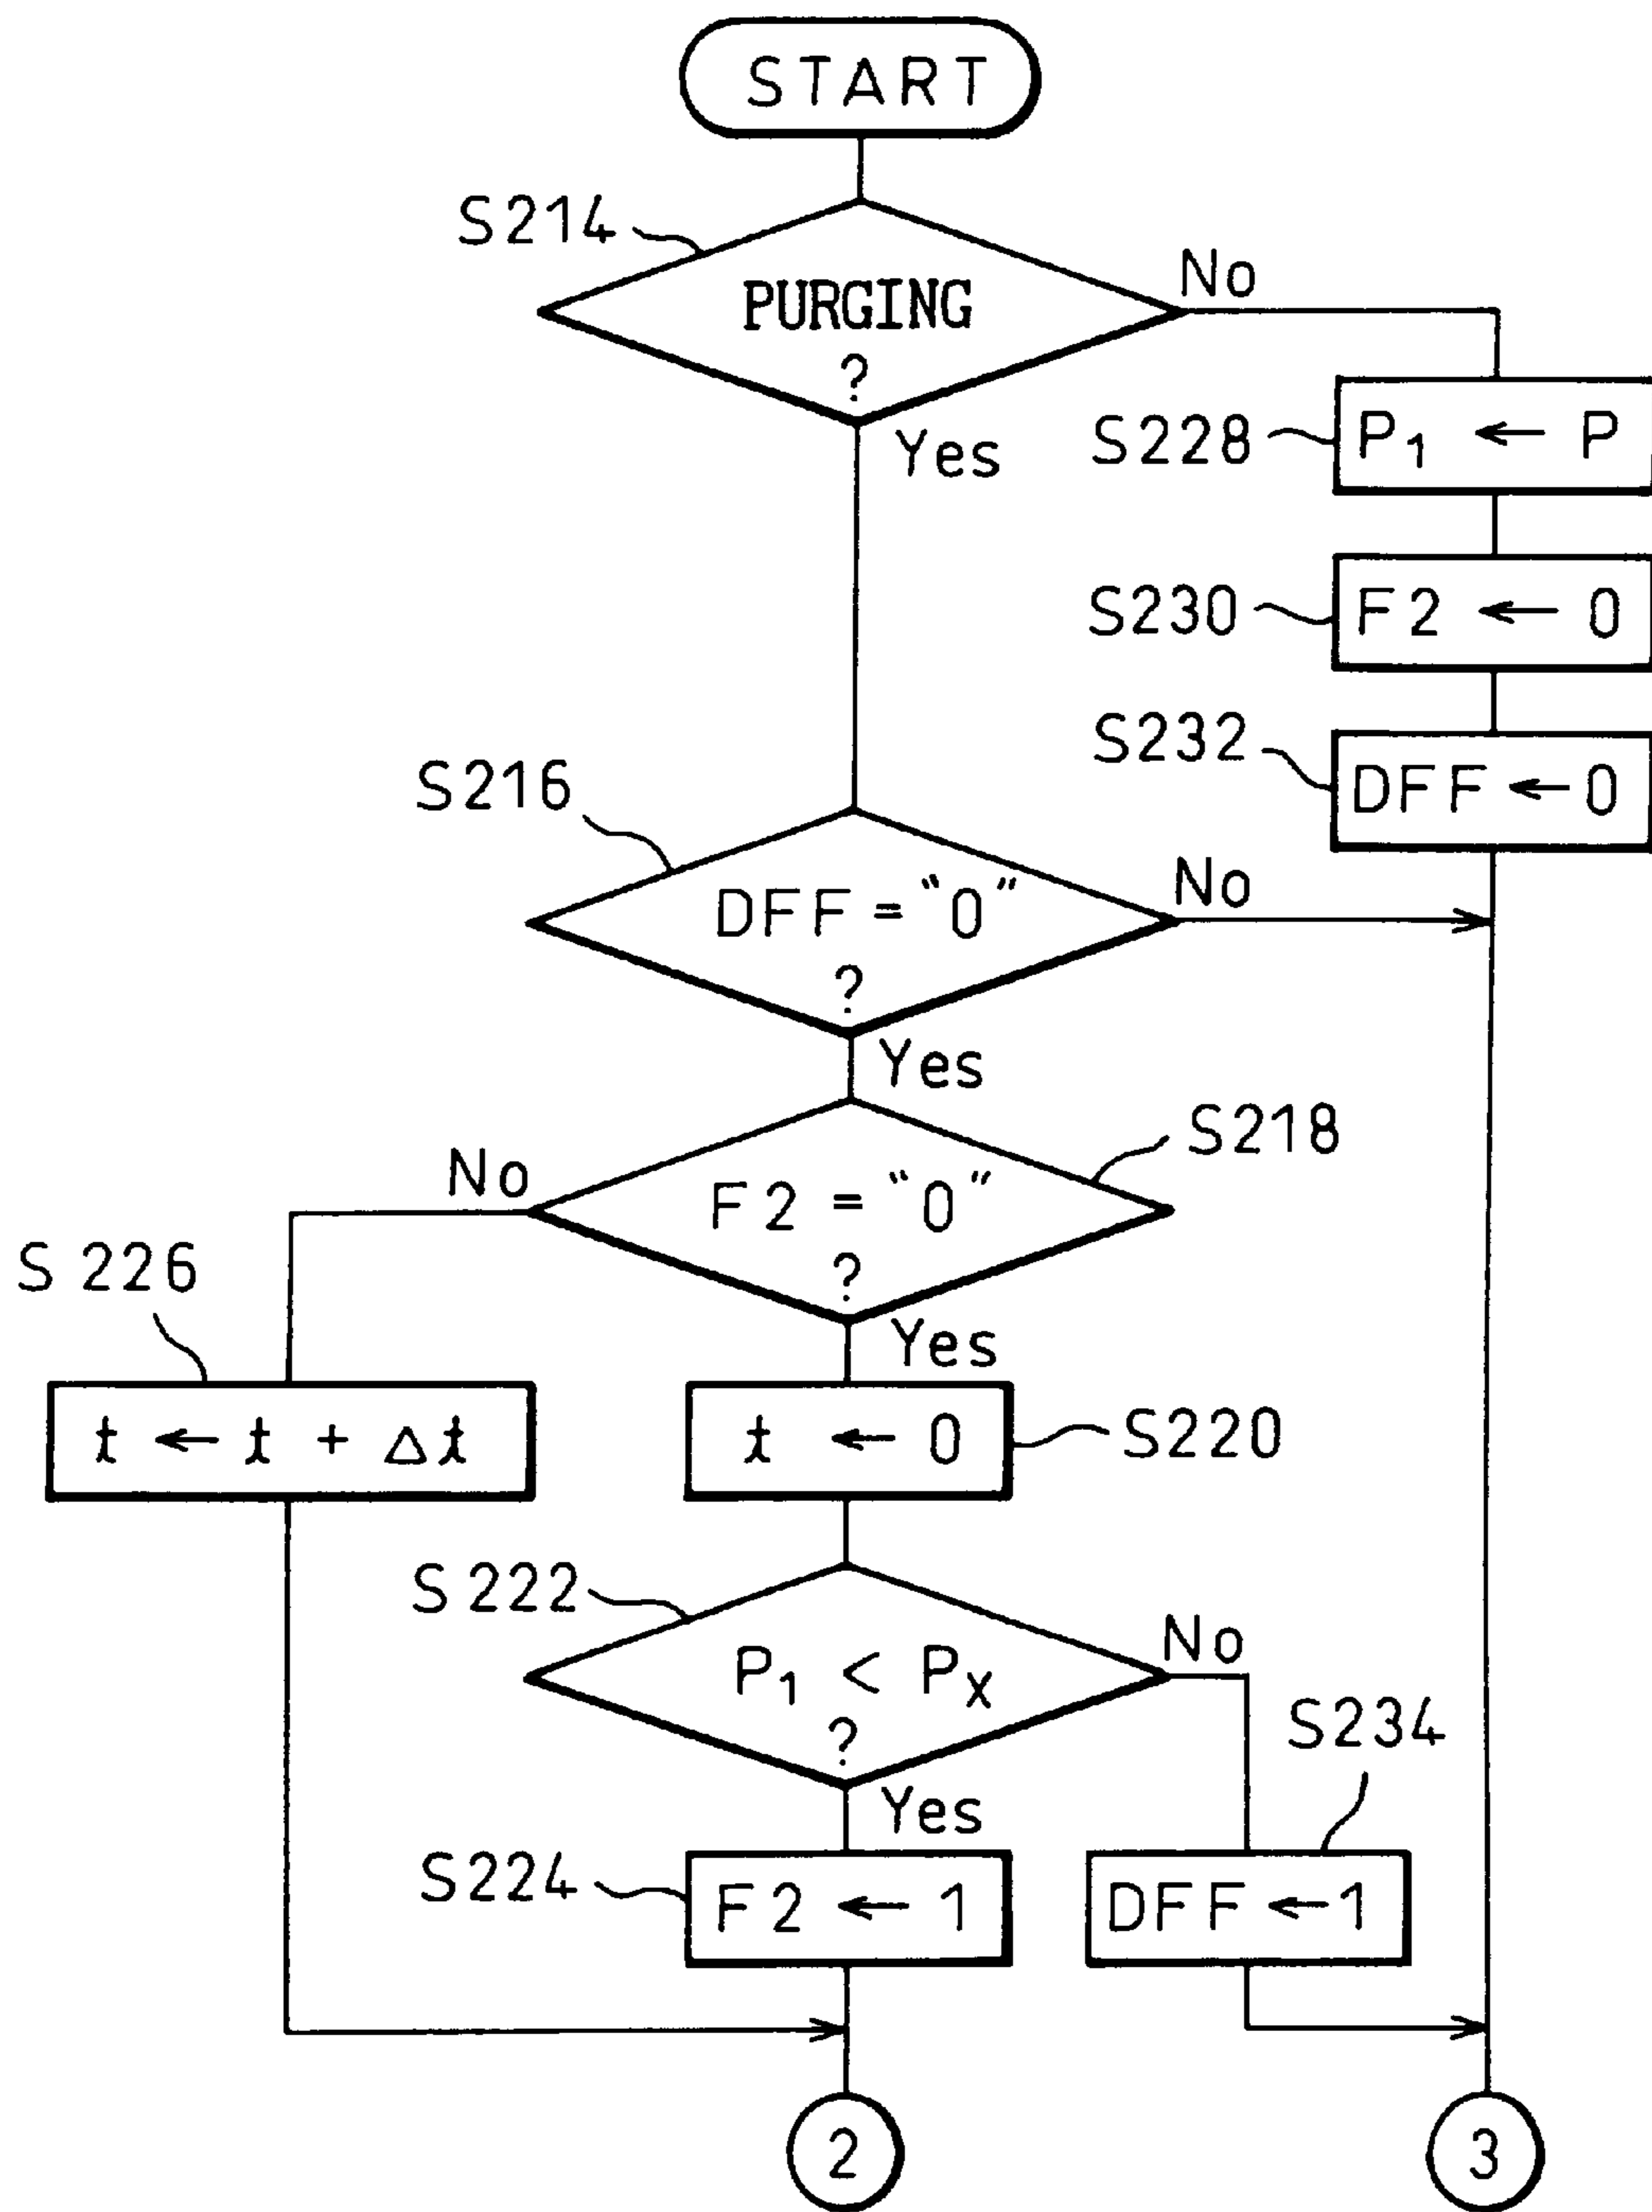 START
S214
PURGING
?
No
Yes
S228
P₁ ← P
S230
F2 ← 0
S232
DFF ← 0
S216
DFF = “0”
?
No
Yes
S218
F2 = “0”
?
No
Yes
S226
t ← t + Δt
t ← 0
S220
S222
P₁ < Pₓ
?
No
Yes
S234
S224
F2 ← 1
DFF ← 1
2
3